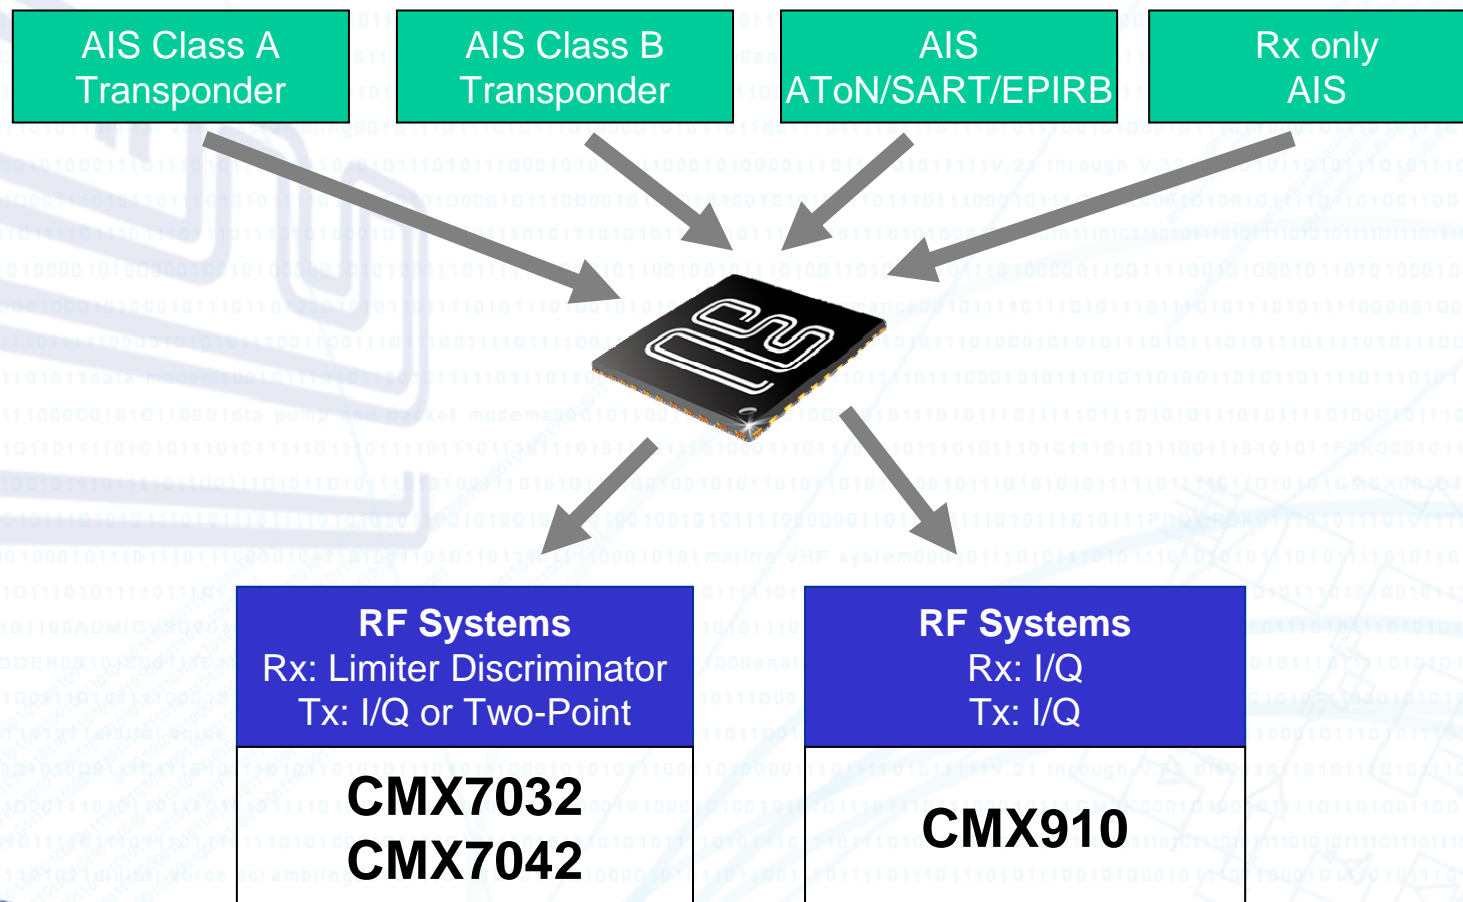 AIS Class A
Transponder
AIS Class B
Transponder
AIS
AToN/SART/EPIRB
Rx only
AIS
RF Systems
Rx: Limiter Discriminator
Tx: I/Q or Two-Point
CMX7032
CMX7042
RF Systems
Rx: I/Q
Tx: I/Q
CMX910